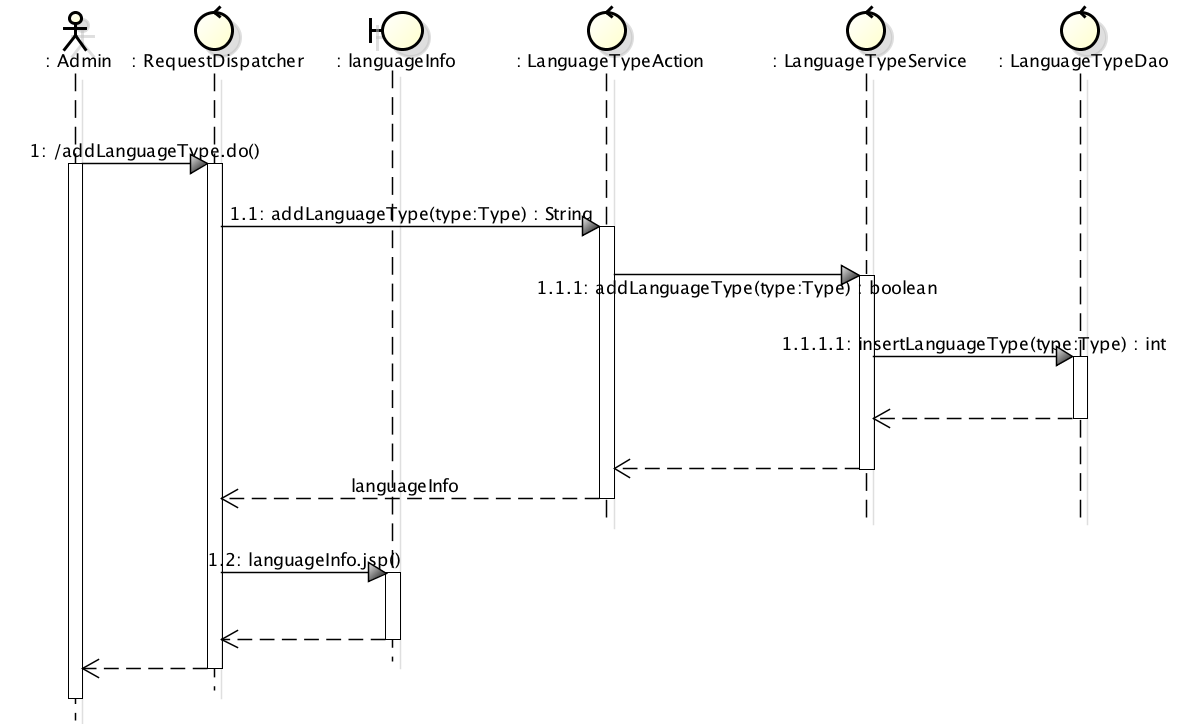 : Admin
: RequestDispatcher
: languageInfo
: LanguageTypeAction
: LanguageTypeService
: LanguageTypeDao
1: /addLanguageType.do()
1.1: addLanguageType(type:Type) : String
1.1.1: addLanguageType(type:Type) : boolean
1.1.1.1: insertLanguageType(type:Type) : int
languageInfo
1.2: languageInfo.jsp()